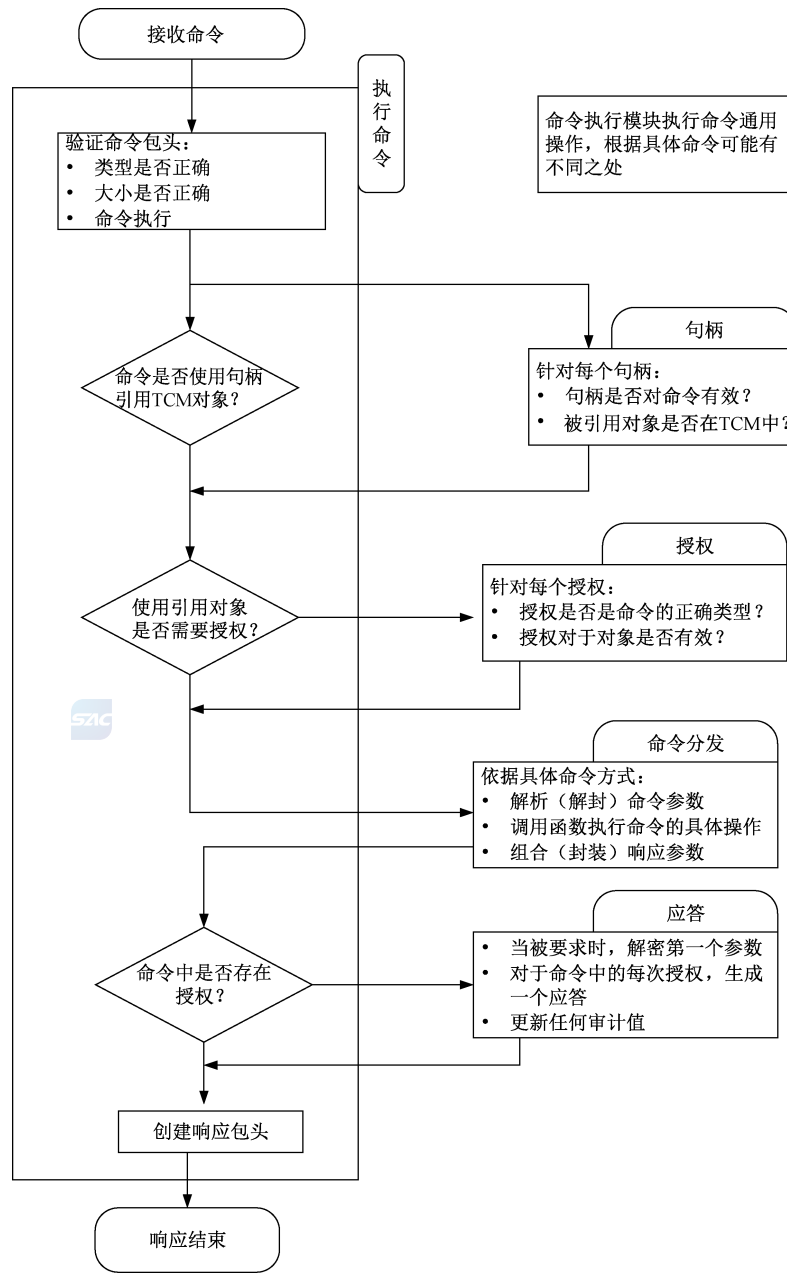 接收命令
执
行
命
令
命令执行模块执行命令通用
操作，根据具体命令可能有
不同之处
验证命令包头：
• 类型是否正确
• 大小是否正确
• 命令执行
句柄
命令是否使用句柄
引用TCM对象？
针对每个句柄：
• 句柄是否对命令有效？
• 被引用对象是否在TCM中？
授权
使用引用对象
是否需要授权？
针对每个授权：
• 授权是否是命令的正确类型？
• 授权对于对象是否有效？
SAC
命令分发
依据具体命令方式：
• 解析（解封）命令参数
• 调用函数执行命令的具体操作
• 组合（封装）响应参数
应答
命令中是否存在
授权？
• 当被要求时，解密第一个参数
• 对于命令中的每次授权，生成
一个应答
• 更新任何审计值
创建响应包头
响应结束